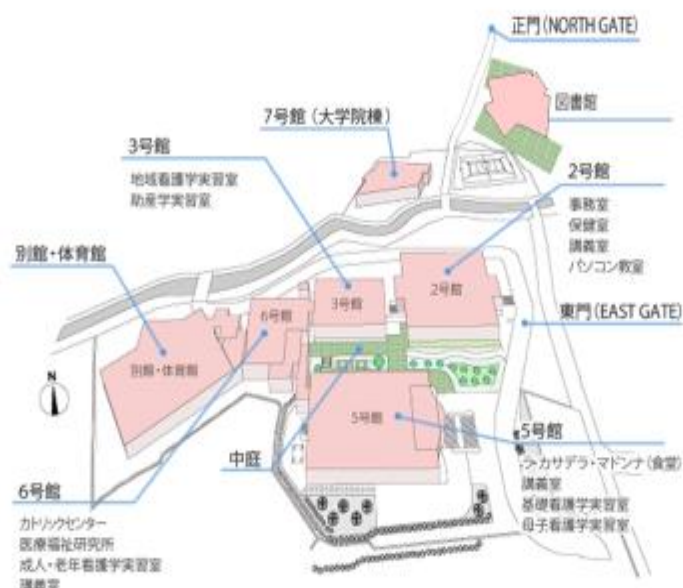 正門(NORTH GATE)
図書館
7号館（大学院棟）
3号館
地域看護学実習室
助産学実習室
2号館
事務室
保健室
講義室
パソコン教室
別館・体育館
東門(EAST GATE)
2号館
3号館
6号館
別館・体育館
N
5号館
中庭
5号館
カサデラ・マドンナ(食堂)
講義室
基礎看護学実習室
母子看護学実習室
6号館
カトリックセンター
医療福祉研究所
成人・老年看護学実習室
講義室